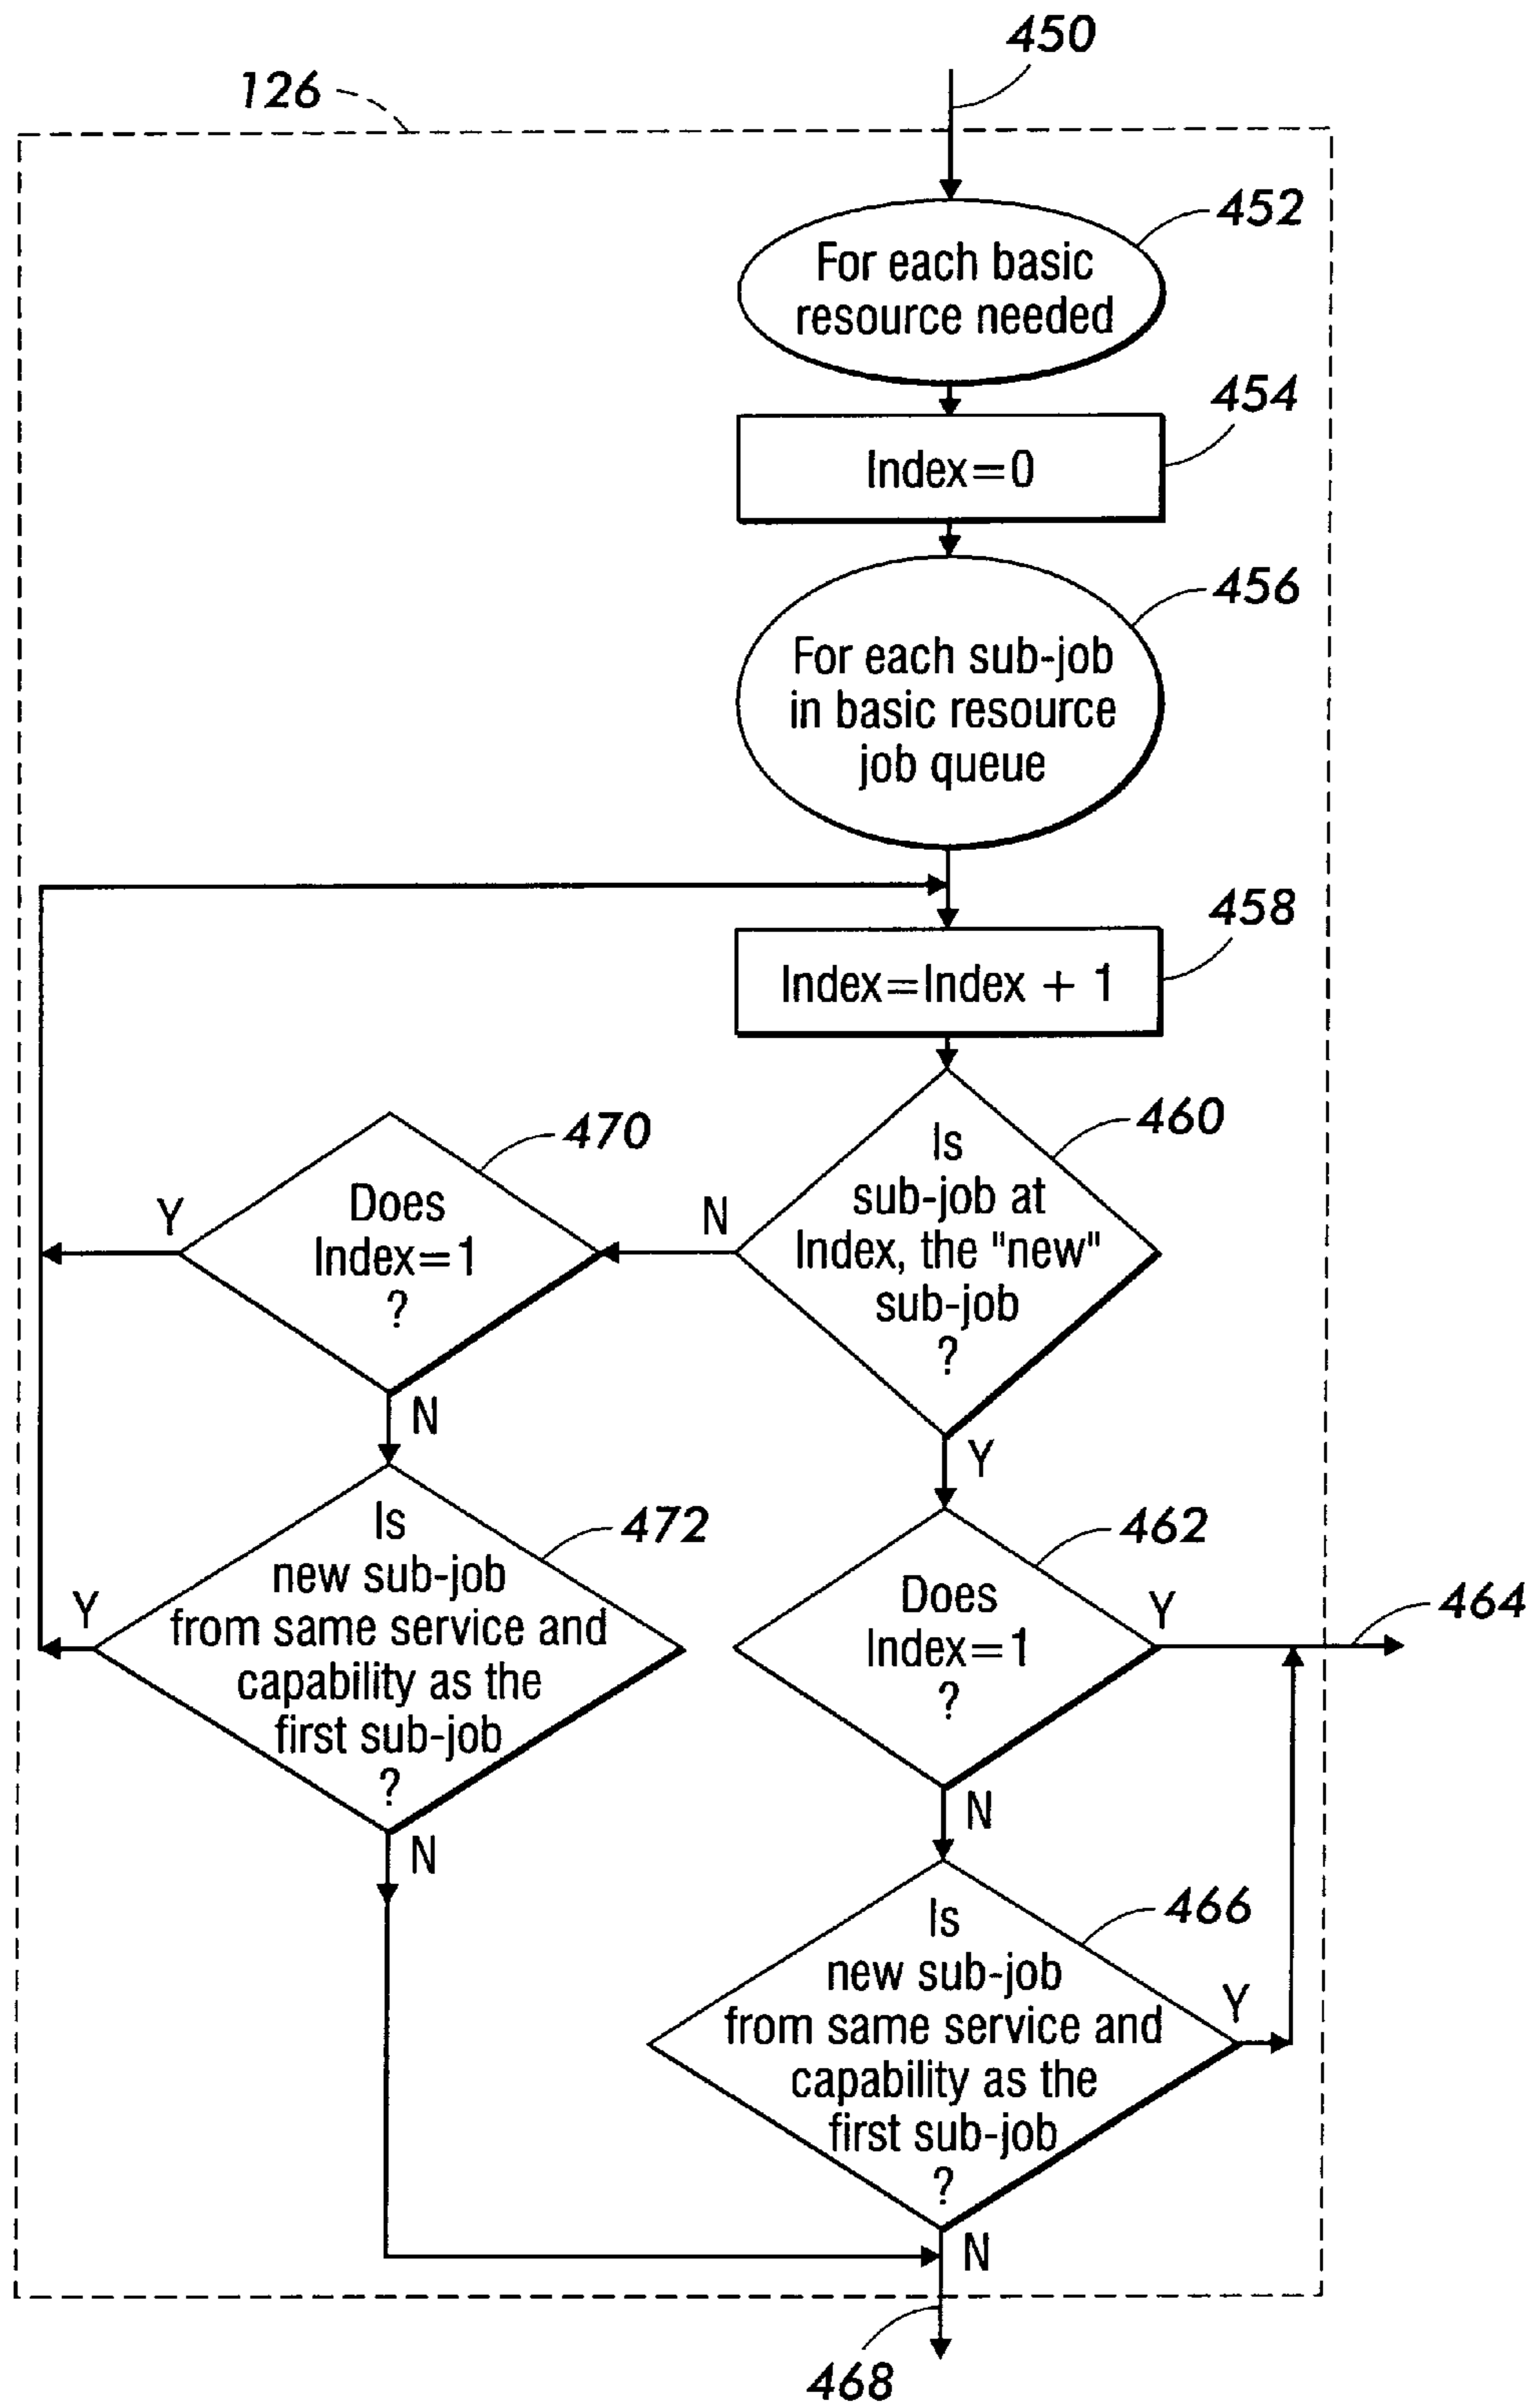 450
126
452
For each basic
resource needed
454
Index=0
456
For each sub-job
in basic resource
job queue
458
Index=Index + 1
460
Is
sub-job at
Index, the "new"
sub-job
?
N
Y
470
Does
Index=1
?
Y
N
472
Is
new sub-job
from same service and
capability as the
first sub-job
?
Y
N
462
Does
Index=1
?
Y
464
N
466
Is
new sub-job
from same service and
capability as the
first sub-job
?
Y
N
468